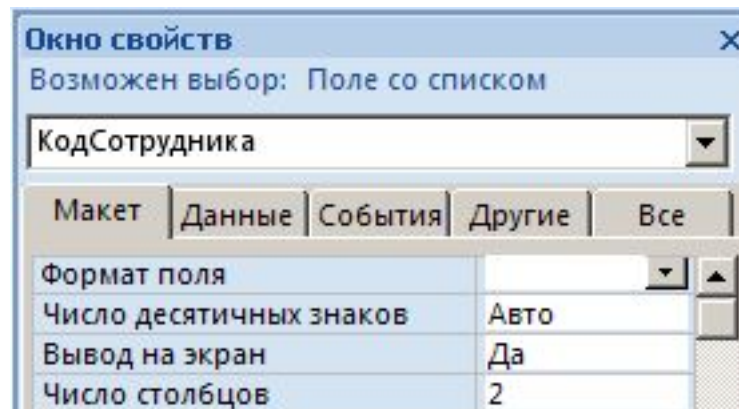 Окно свойств
Возможен выбор: Поле со списком
КодСотрудника
Макет Данные События Другие Все
Формат поля
Число десятичных знаков Авто
Вывод на экран Да
Число столбцов 2